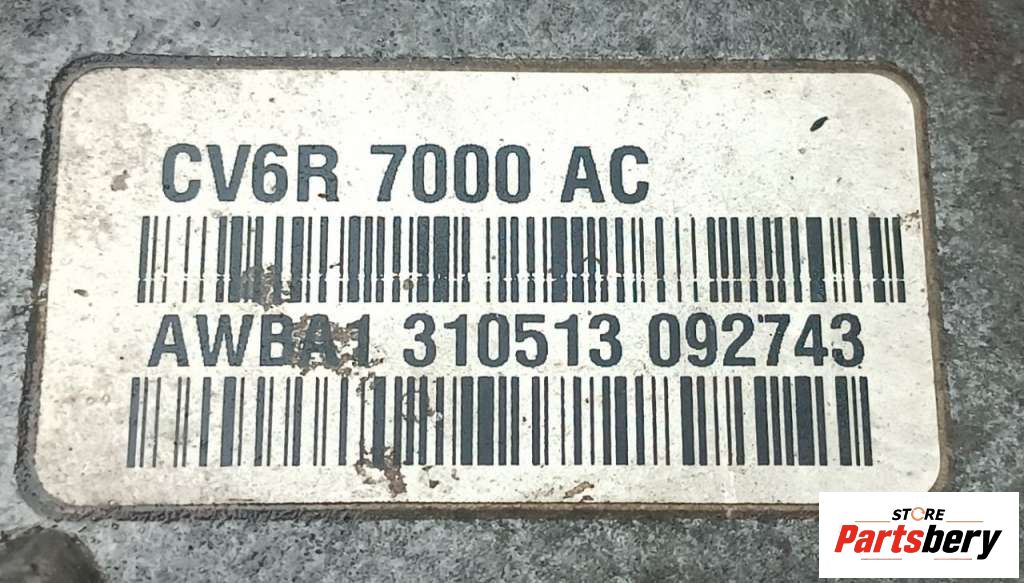 CV6R 7000 AC
AWBA1 310513 092743
STORE
Partsbery